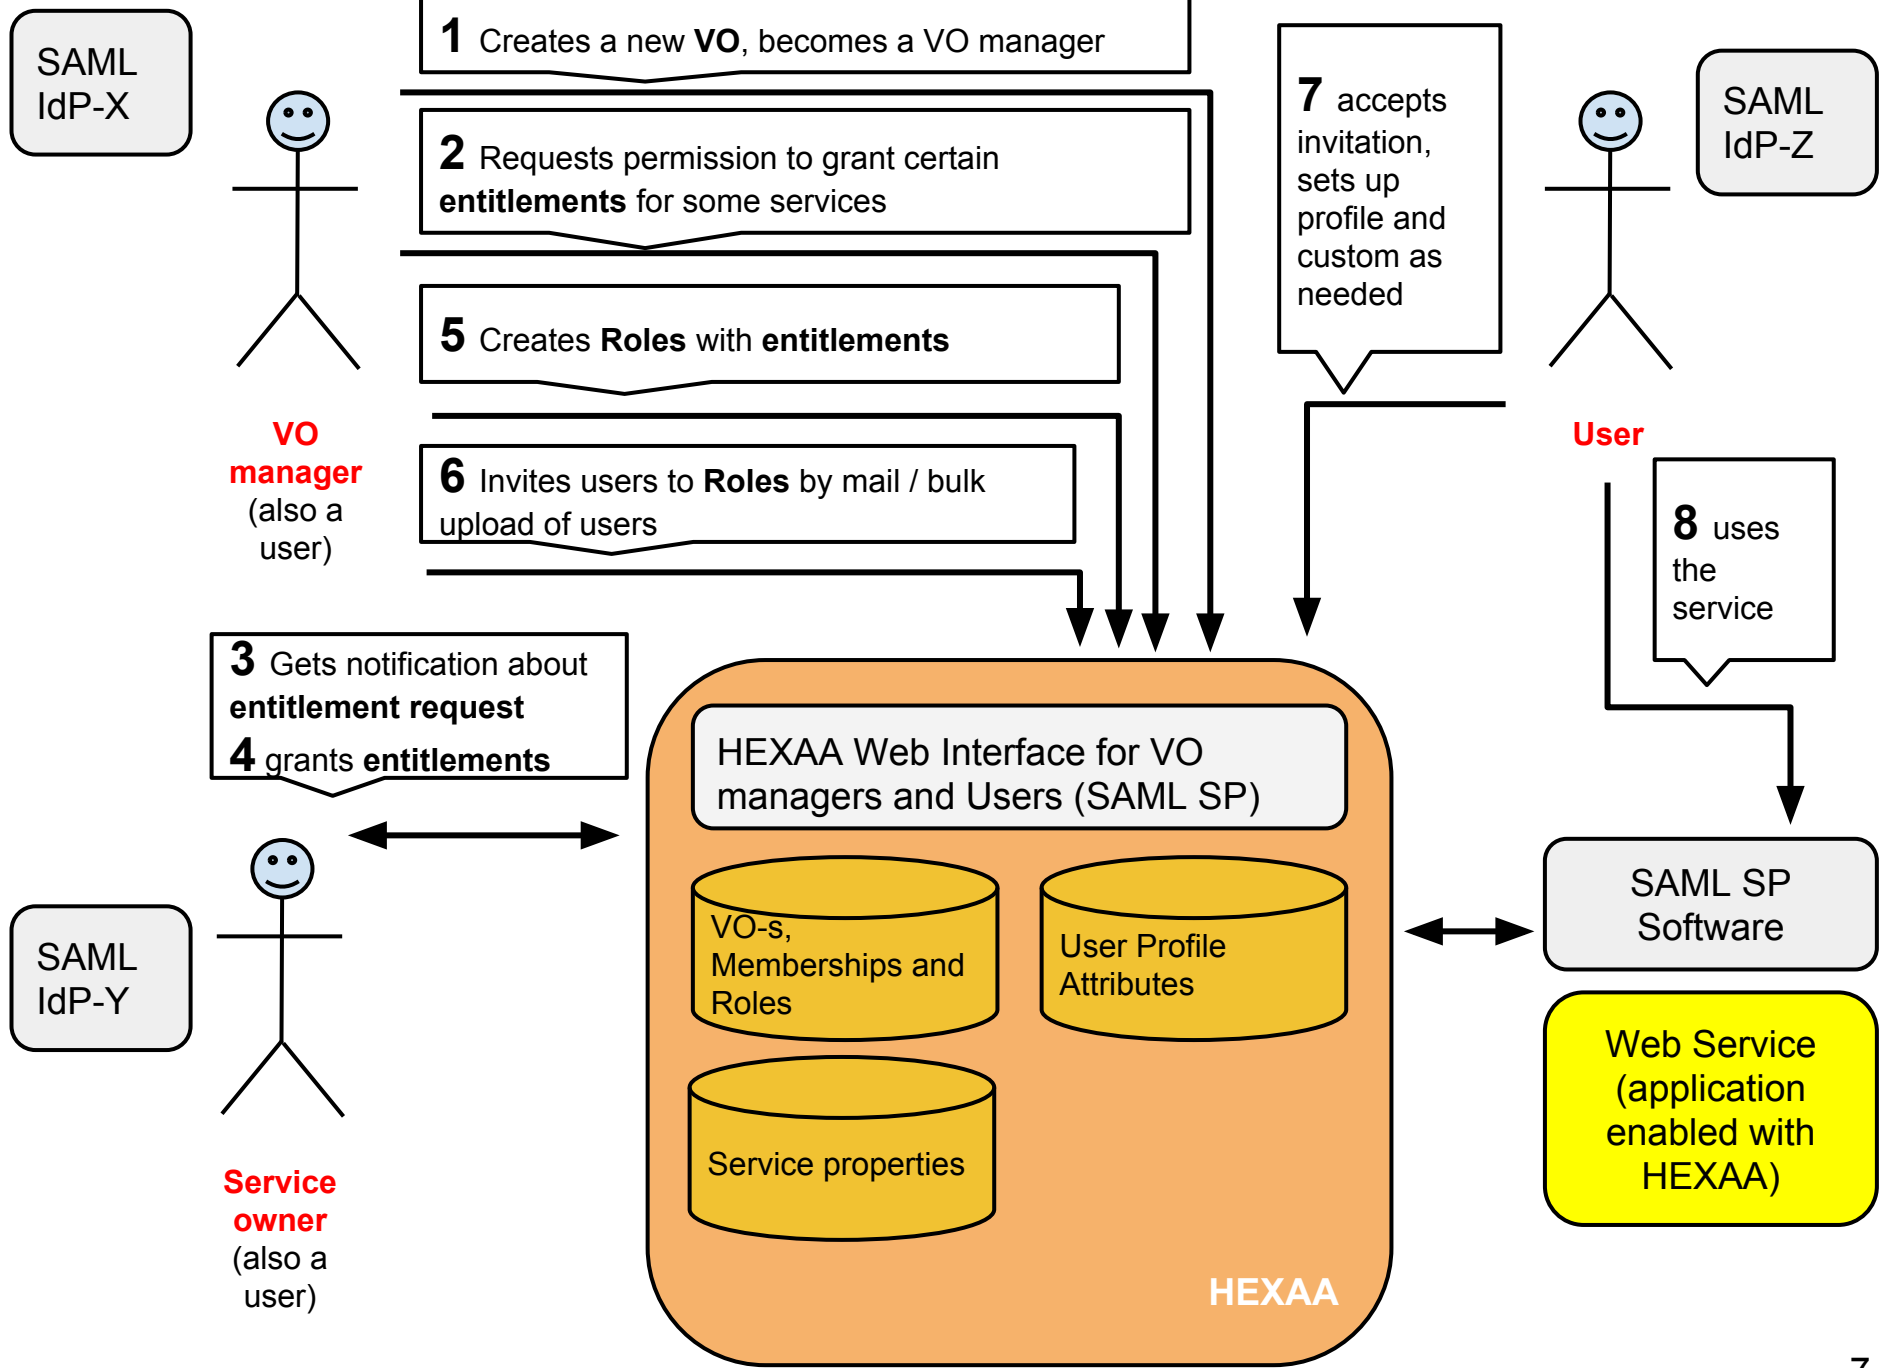 SAML
IdP-X
1 Creates a new VO, becomes a VO manager
2 Requests permission to grant certain
entitlements for some services
5 Creates Roles with entitlements
6 Invites users to Roles by mail / bulk
upload of users
VO
manager
(also a
user)
7 accepts
invitation,
sets up
profile and
custom as
needed
SAML
IdP-Z
User
8 uses
the
service
3 Gets notification about
entitlement request
4 grants entitlements
SAML
IdP-Y
Service
owner
(also a
user)
HEXAA Web Interface for VO
managers and Users (SAML SP)
VO-s,
Memberships and
Roles
User Profile
Attributes
Service properties
HEXAA
SAML SP
Software
Web Service
(application
enabled with
HEXAA)
7